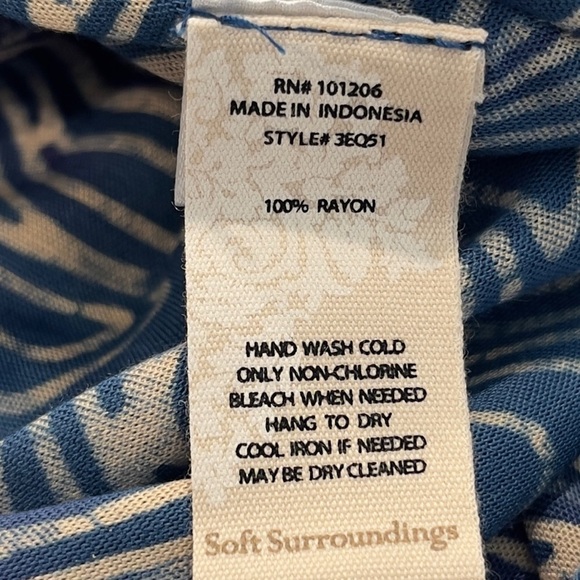 RN# 101206
MADE IN INDONESIA
STYLE# 3EQ51
100% RAYON
HAND WASH COLD
ONLY NON-CHLORINE
BLEACH WHEN NEEDED
HANG TO DRY
COOL IRON IF NEEDED
MAY BE DRY CLEANED
Soft Surroundings